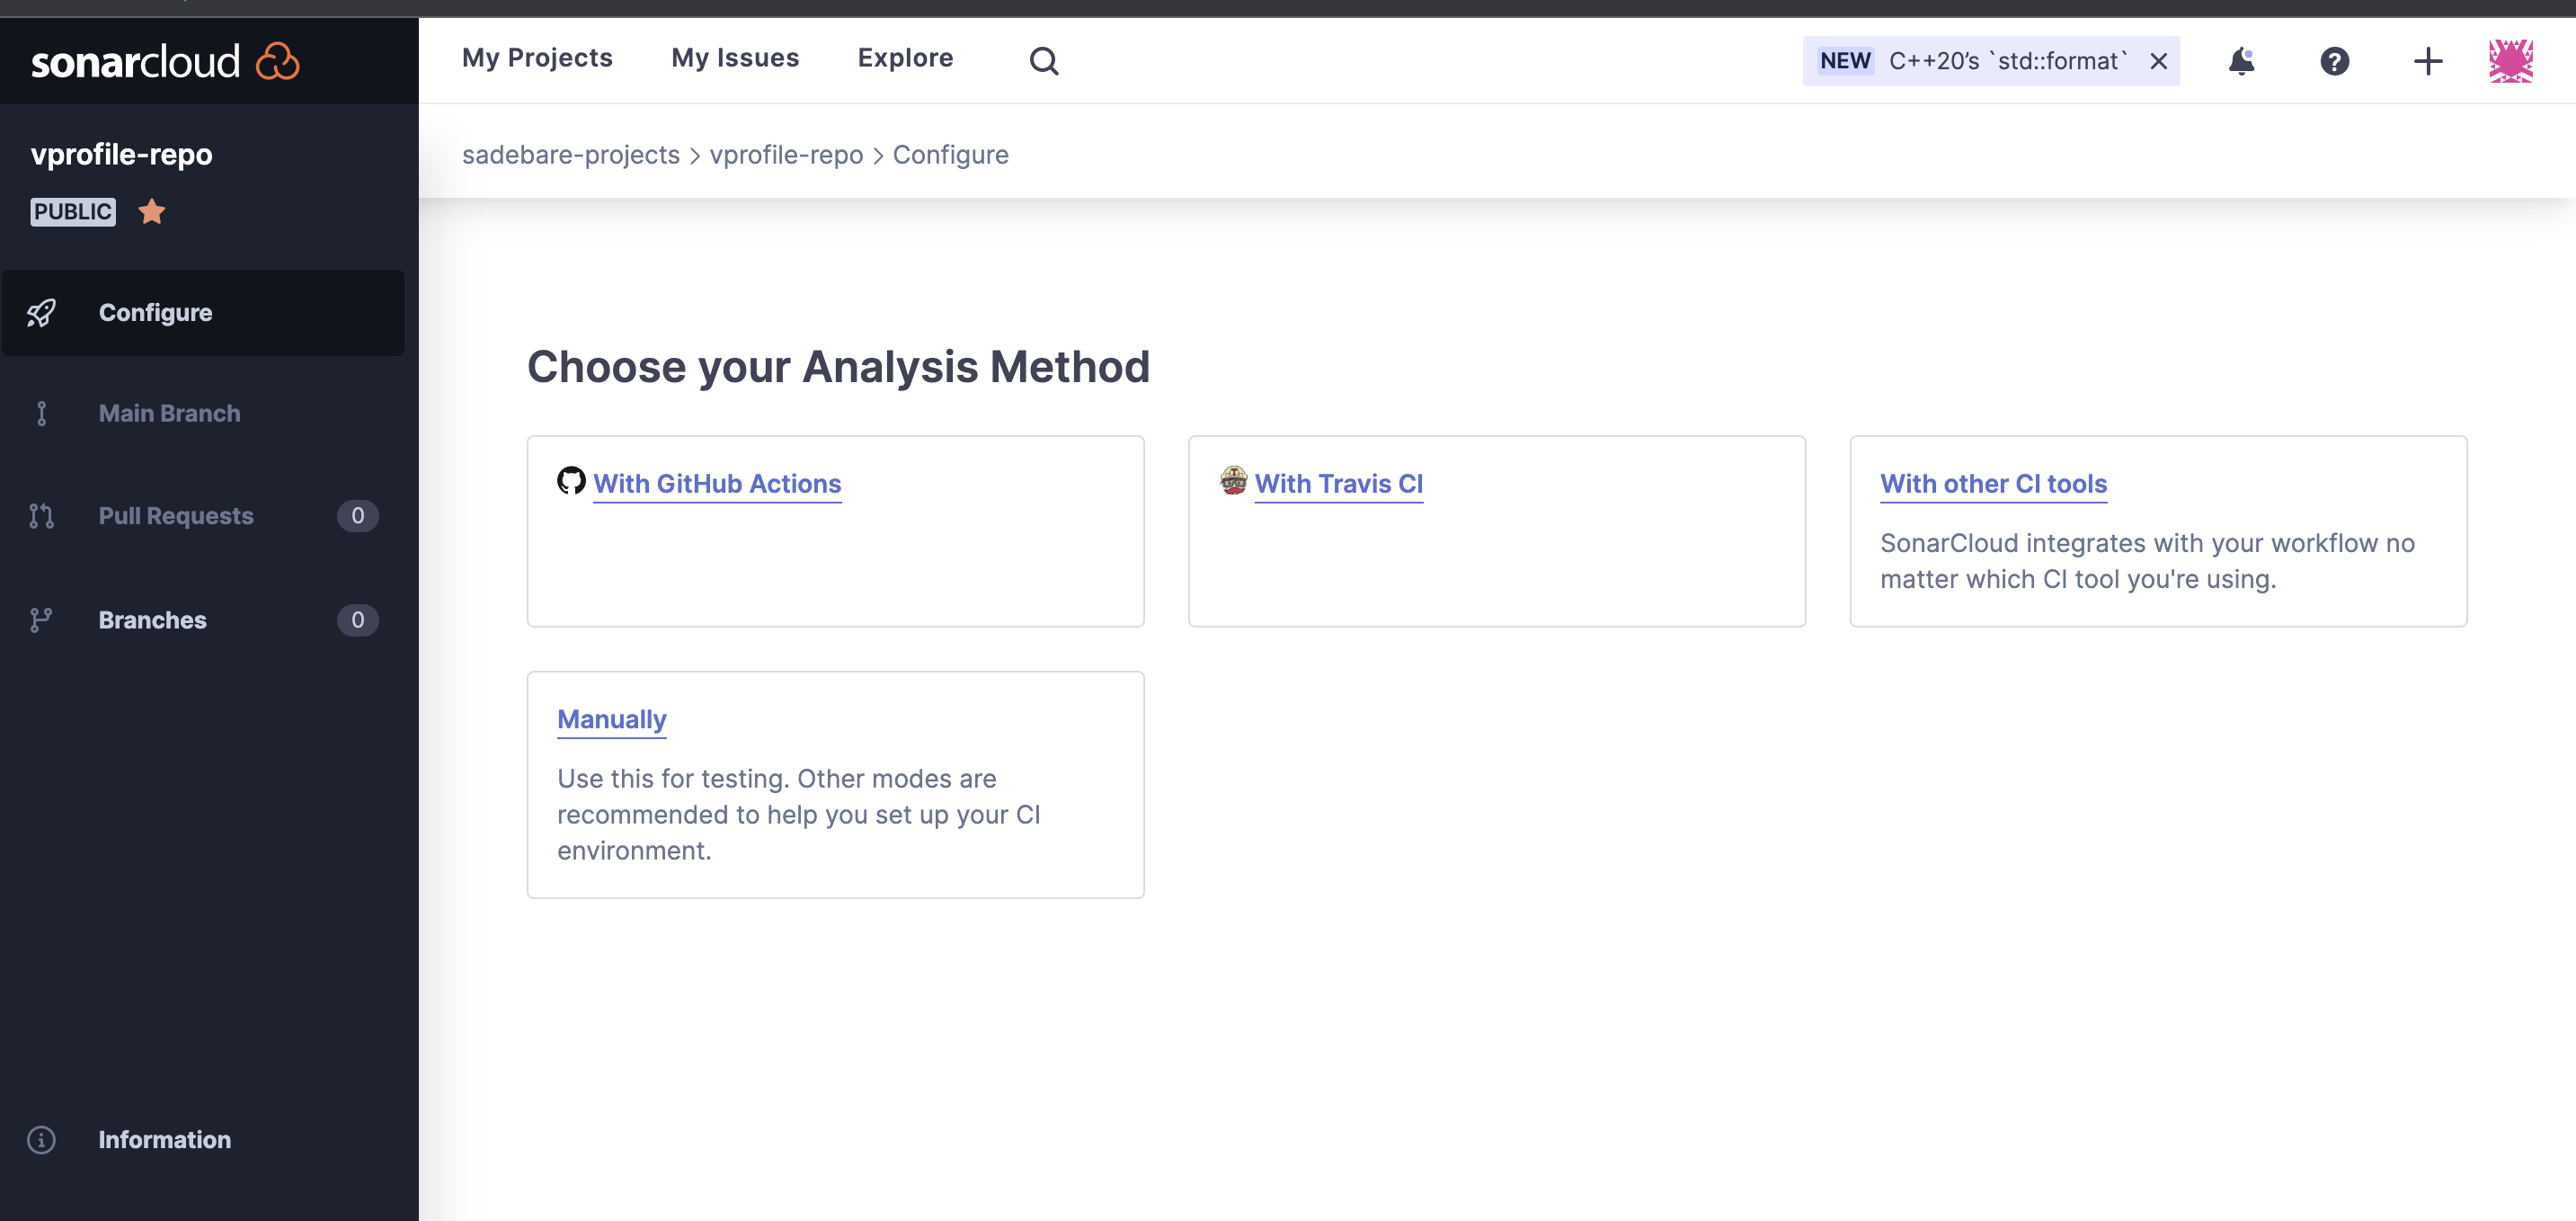 sonarcloud
My Projects
My Issues
Explore
NEW C++20’s `std::format`
vprofile-repo
PUBLIC
sadebare-projects > vprofile-repo > Configure
Configure
Main Branch
Pull Requests 0
Branches 0
Information
Choose your Analysis Method
With GitHub Actions
With Travis CI
With other CI tools
SonarCloud integrates with your workflow no
matter which CI tool you're using.
Manually
Use this for testing. Other modes are
recommended to help you set up your CI
environment.